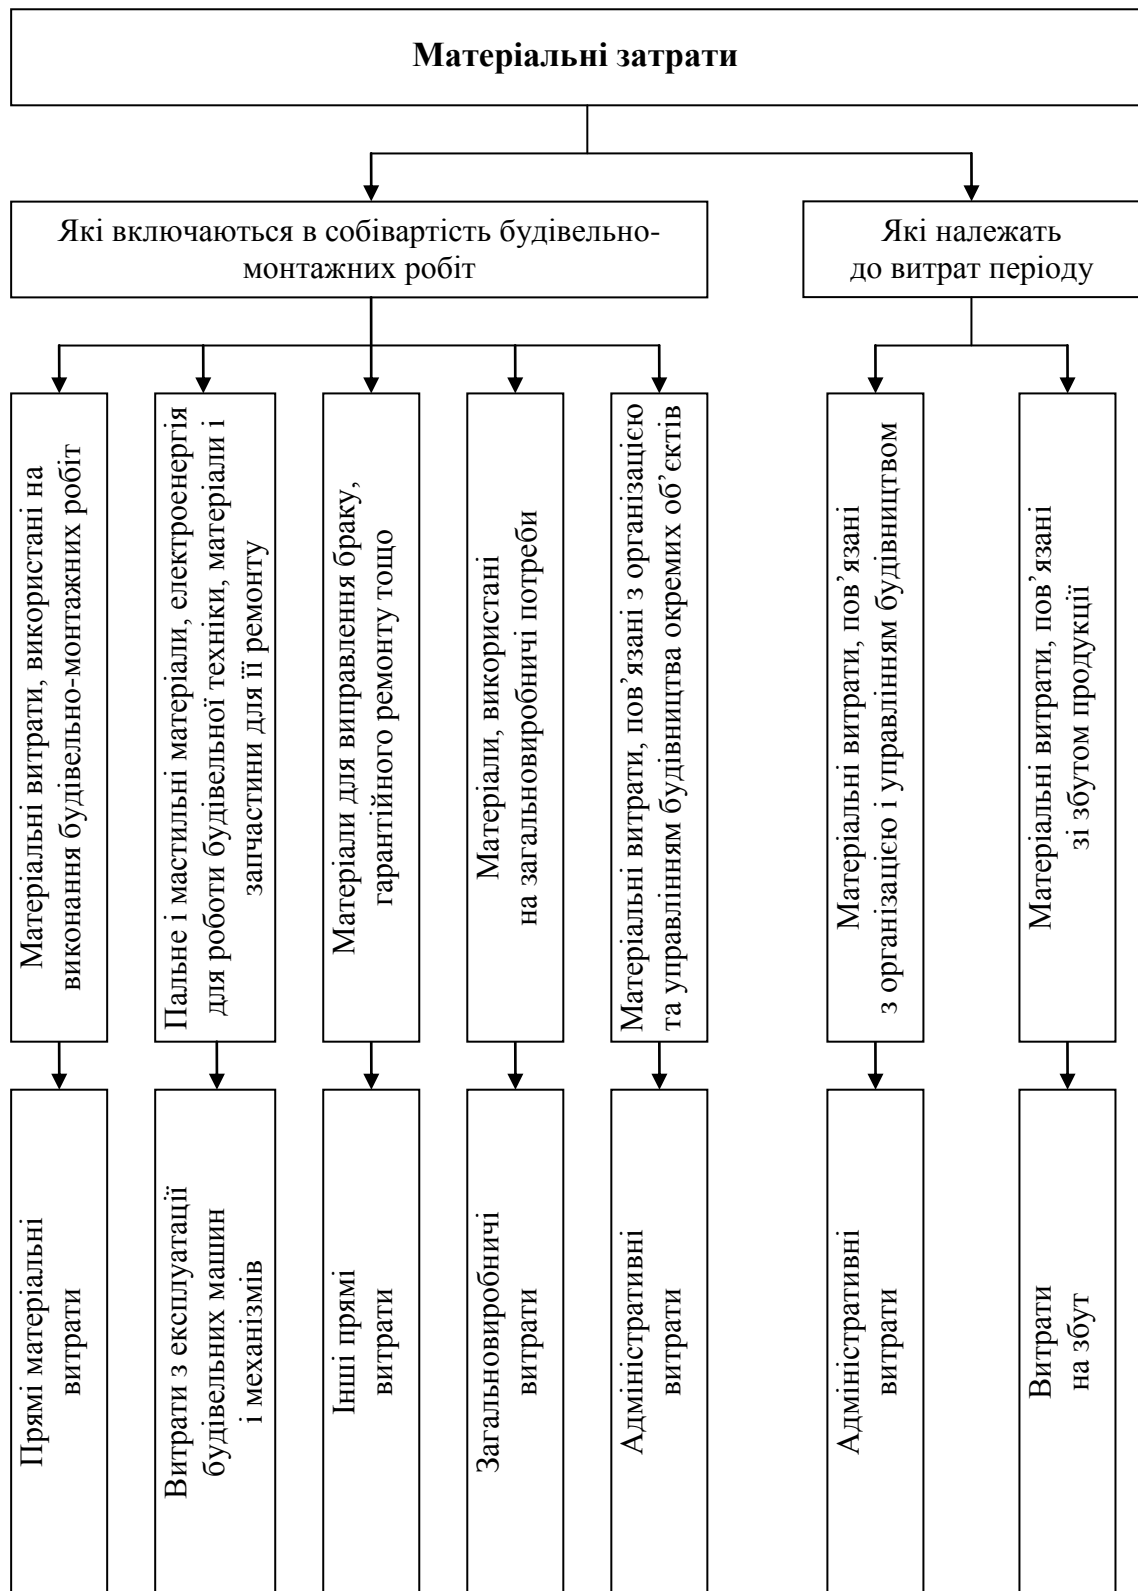 Матеріальні затрати
Які включаються в собівартість будівельно-
монтажних робіт
Які належать
до витрат періоду
Матеріальні витрати, використані на
виконання будівельно-монтажних робіт
Пальне і мастильні матеріали, електроенергія
для роботи будівельної техніки, матеріали і
запчастини для її ремонту
Матеріали для виправлення браку,
гарантійного ремонту тощо
Матеріали, використані
на загальновиробничі потреби
Матеріальні витрати, пов’язані з організацією
та управлінням будівництва окремих об’єктів
Матеріальні витрати, пов’язані
з організацією і управлінням будівництвом
Матеріальні витрати, пов’язані
зі збутом продукції
Прямі матеріальні
витрати
Витрати з експлуатації
будівельних машин
і механізмів
Інші прямі
витрати
Загальновиробничі
витрати
Адміністративні
витрати
Адміністративні
витрати
Витрати
на збут